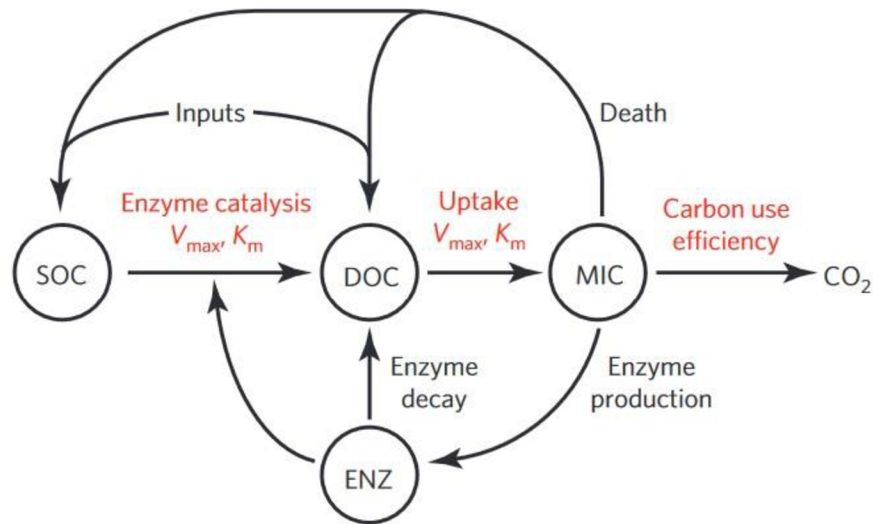 Inputs
Death
Enzyme catalysis
Vmax, Km
Uptake
Vmax, Km
Carbon use
efficiency
SOC
DOC
MIC
CO2
Enzyme
decay
Enzyme
production
ENZ